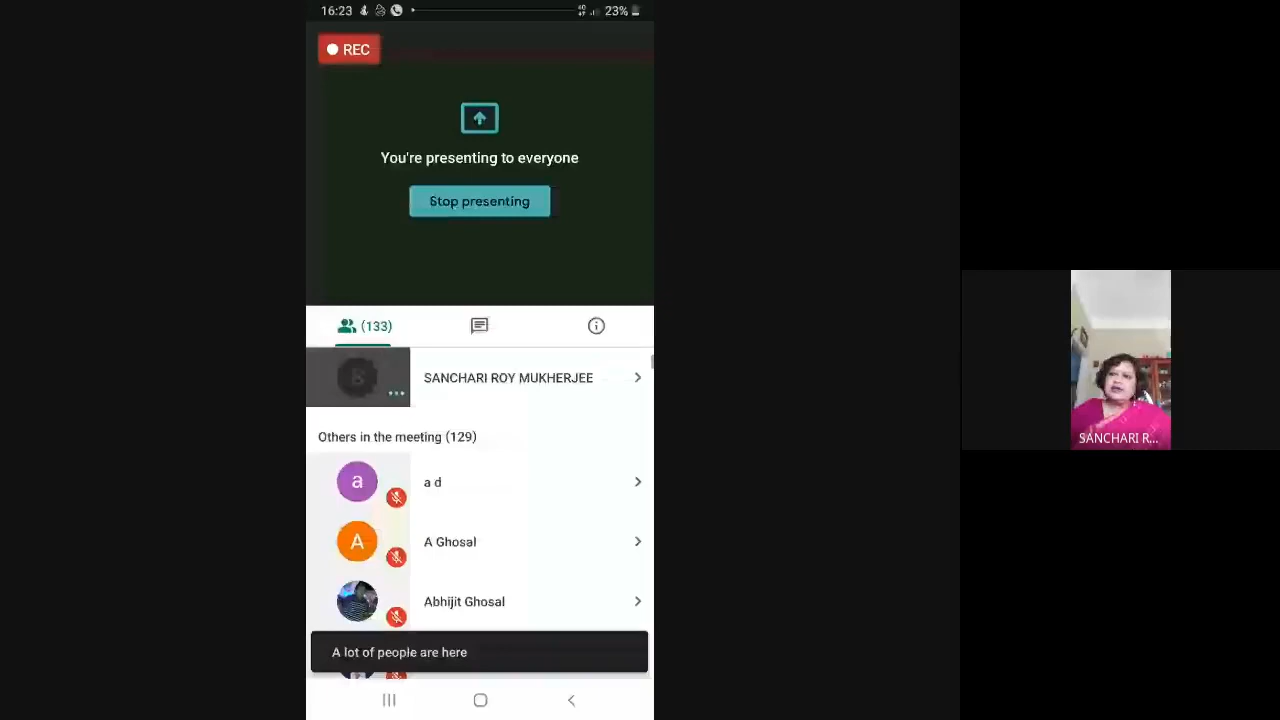 16:23
23%
REC
You're presenting to everyone
Stop presenting
(133)
B
SANCHARI ROY MUKHERJEE
Others in the meeting (129)
a
a d
A
A Ghosal
Abhijit Ghosal
A lot of people are here
SANCHARI R...